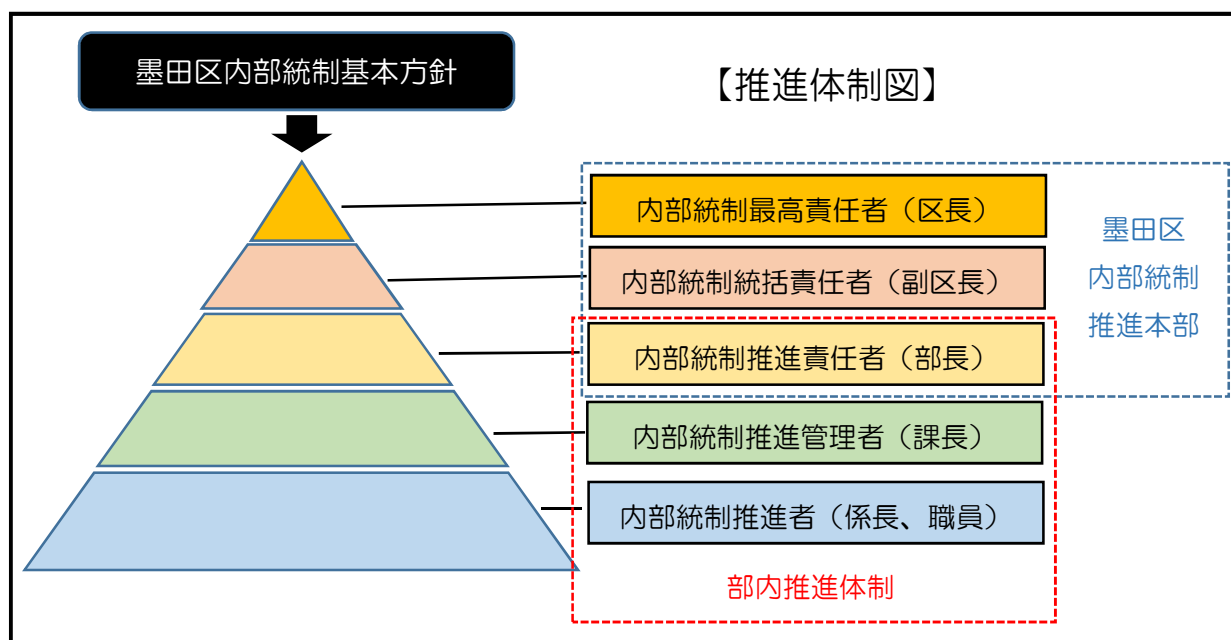 墨田区内部統制基本方針
【推進体制図】
内部統制最高責任者（区長）
内部統制統括責任者（副区長）
内部統制推進責任者（部長）
墨田区
内部統制
推進本部
内部統制推進管理者（課長）
内部統制推進者（係長、職員）
部内推進体制